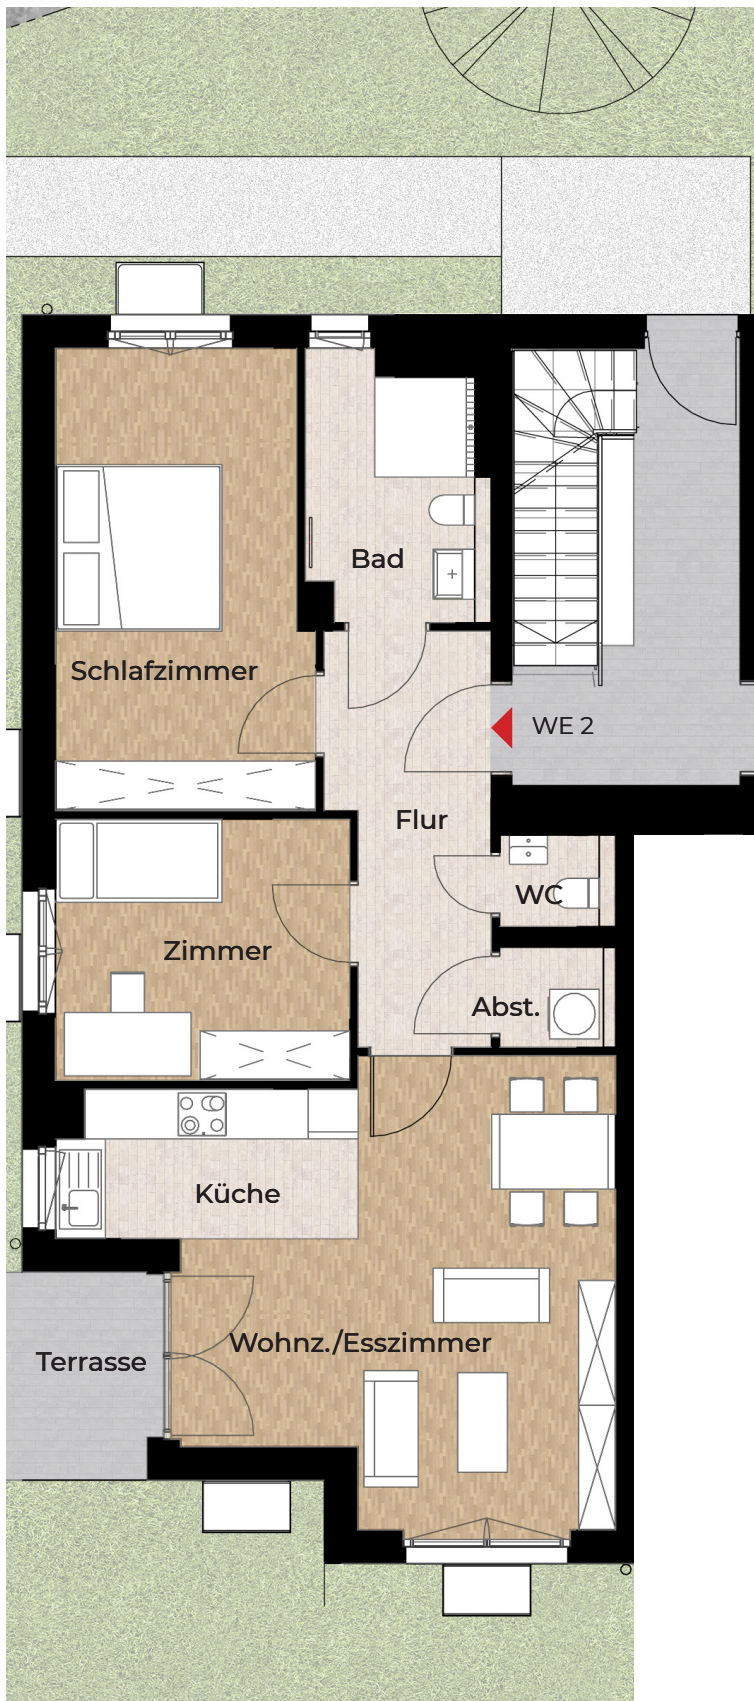 Bad
Schlafzimmer
WE 2
Flur
WC
Zimmer
Abst.
Küche
Wohnz./Esszimmer
Terrasse